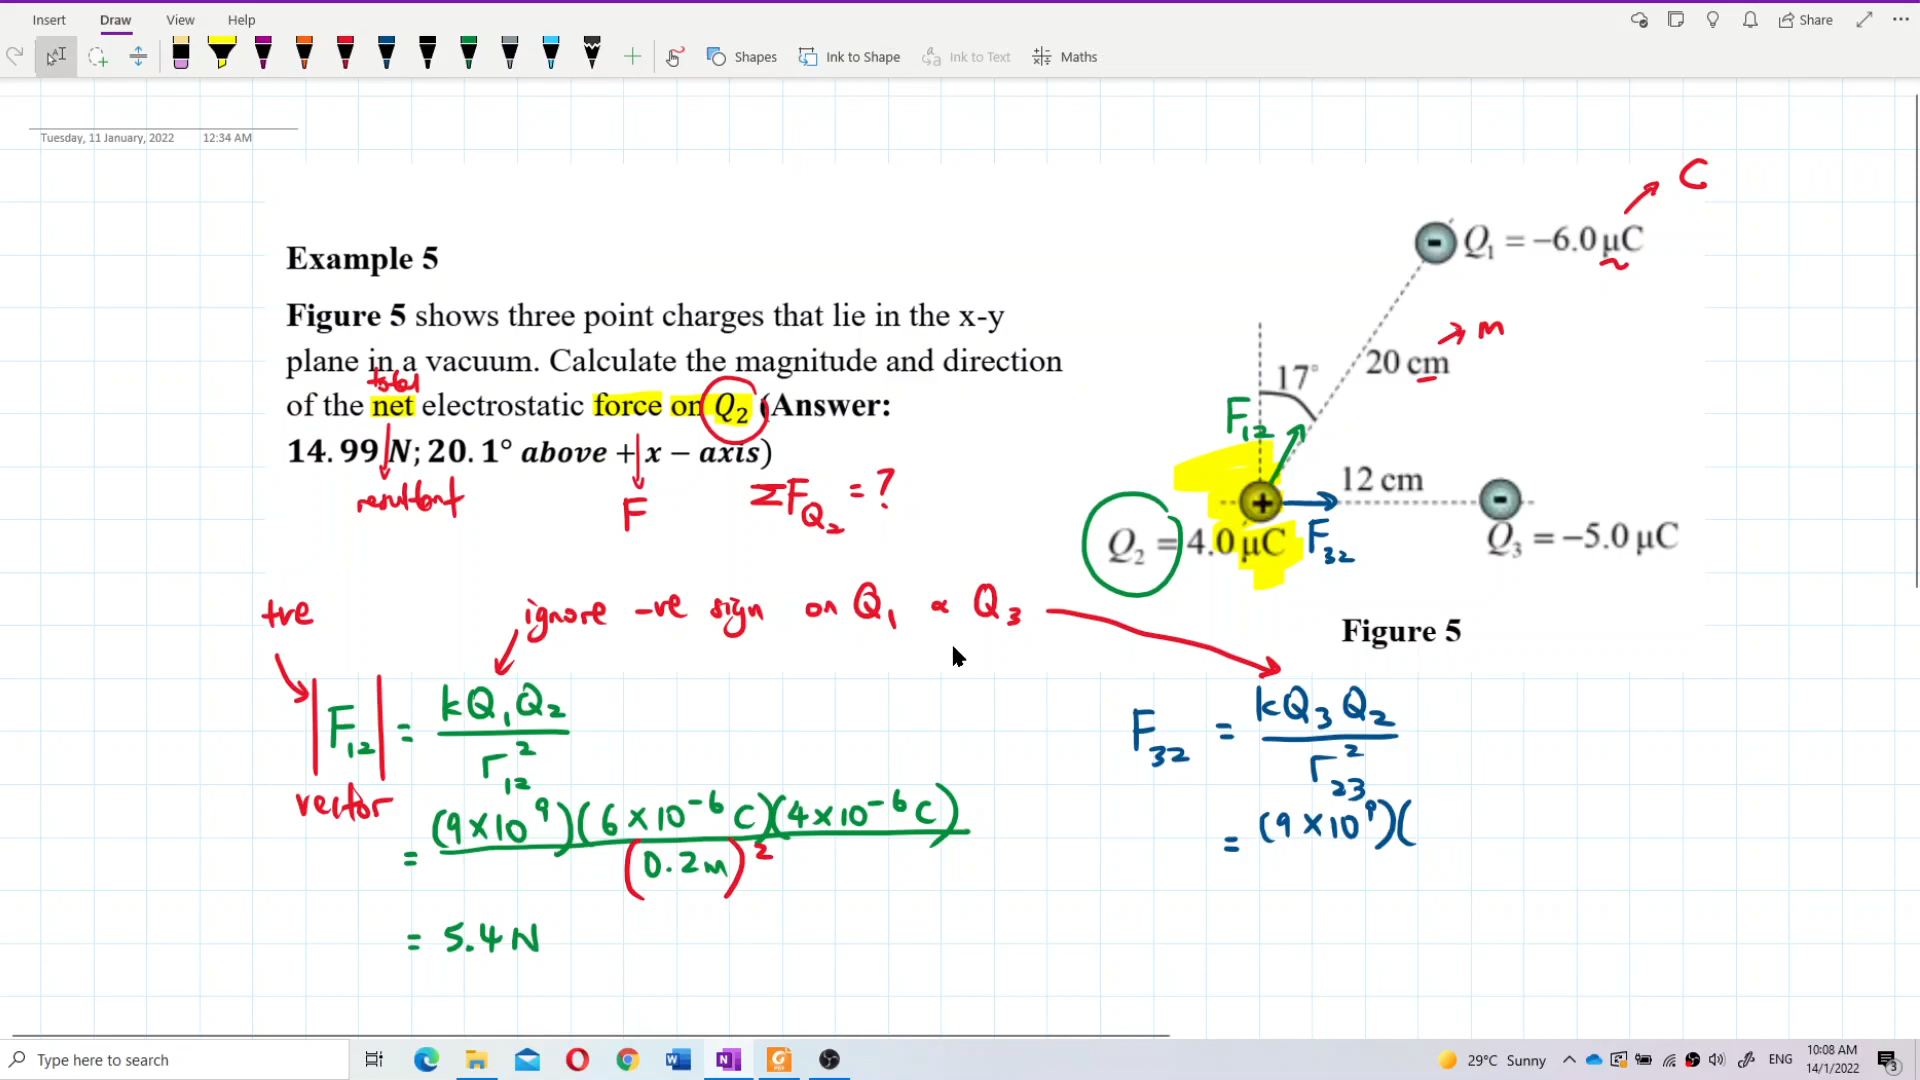 Insert Draw View Help Share
Shapes Ink to Shape Ink to Text Maths
Tuesday, 11 January, 2022 12:34 AM
Example 5
Figure 5 shows three point charges that lie in the x-y
plane in a vacuum. Calculate the magnitude and direction
total
of the net electrostatic force on Q₂ (Answer:
14.99 N; 20.1° above + x − axis)
resultant
F
ΣF_Q₂ = ?
C
Q₁ = −6.0 μC
m
20 cm
17°
F₁₂
12 cm
Q₂ = 4.0 μC
F₃₂
Q₃ = −5.0 μC
Figure 5
+ve
ignore -ve sign on Q₁ & Q₃
|F₁₂| = kQ₁Q₂ / r₁₂²
vector
= (9×10⁹)(6×10⁻⁶ C)(4×10⁻⁶ C) / (0.2m)²
= 5.4 N
F₃₂ = kQ₃Q₂ / r₂₃²
= (9×10⁹)(
Type here to search
29°C Sunny
ENG
10:08 AM
14/1/2022
3